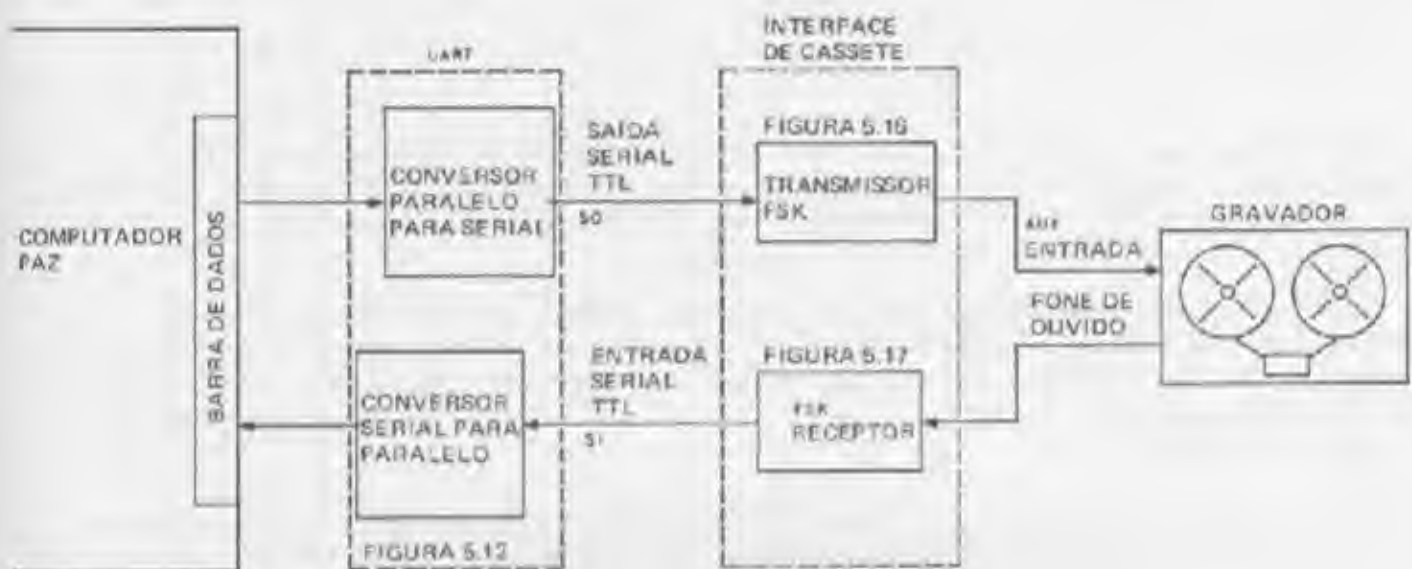 INTERFACE
DE CASSETE
UART
COMPUTADOR
PAZ
BARRA DE DADOS
CONVERSOR
PARALELO
PARA SERIAL
SAÍDA
SERIAL
TTL
SO
FIGURA 5.16
TRANSMISSOR
FSK
AUX
ENTRADA
GRAVADOR
FONE DE
OUVIDO
CONVERSOR
SERIAL PARA
PARALELO
ENTRADA
SERIAL
TTL
SI
FIGURA 5.17
FSK
RECEPTOR
FIGURA 5.12